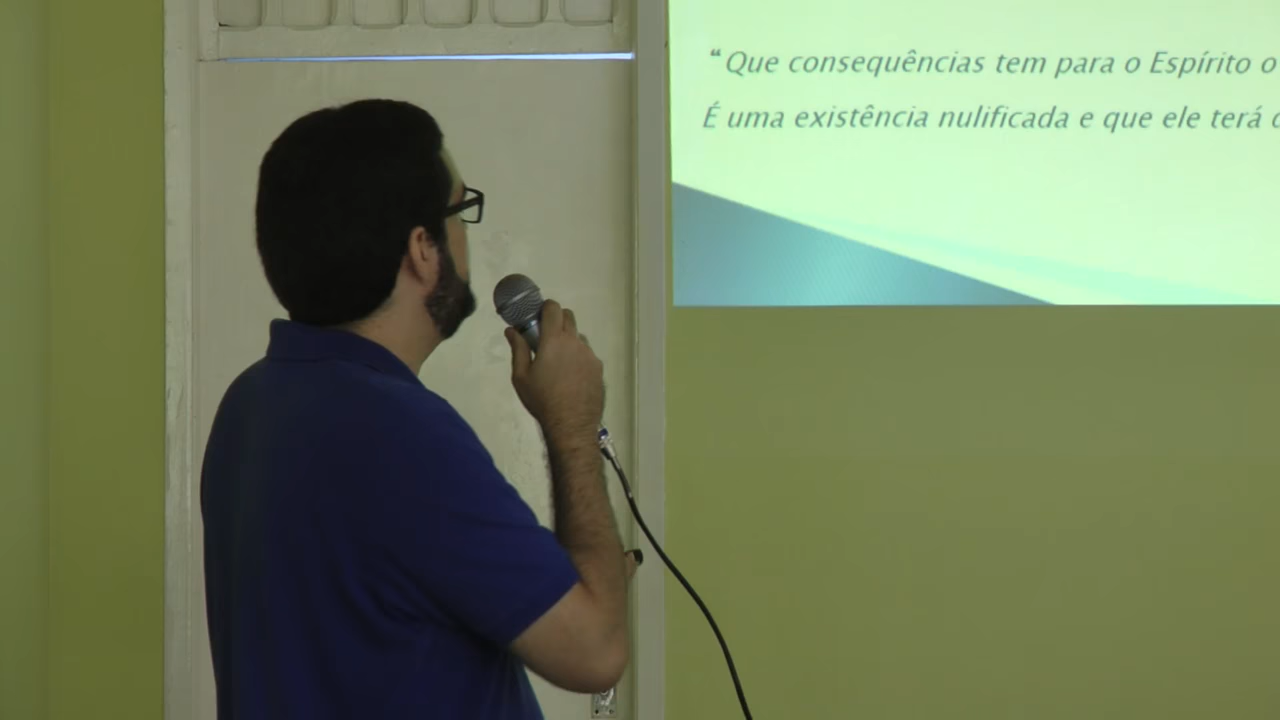 “Que consequências tem para o Espírito o
É uma existência nulificada e que ele terá